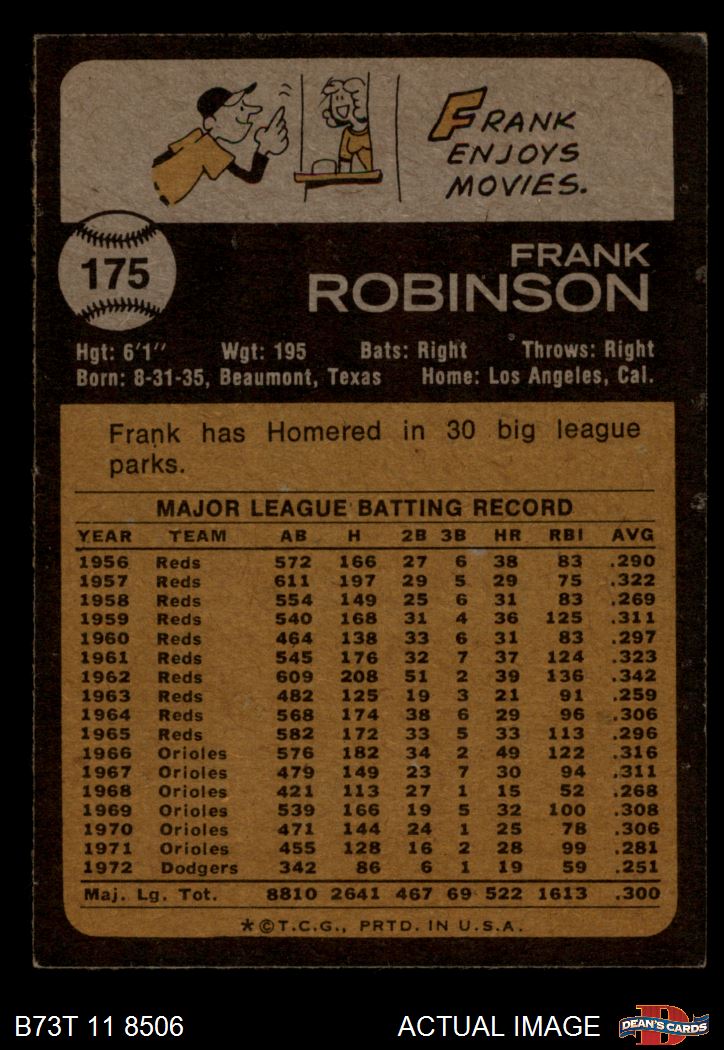 FRANK
ENJOYS
MOVIES.
175
FRANK
ROBINSON
Hgt: 6'1" Wgt: 195 Bats: Right Throws: Right
Born: 8-31-35, Beaumont, Texas Home: Los Angeles, Cal.
Frank has Homered in 30 big league
parks.
MAJOR LEAGUE BATTING RECORD
YEAR TEAM AB H 2B 3B HR RBI AVG
1956 Reds 572 166 27 6 38 83 .290
1957 Reds 611 197 29 5 29 75 .322
1958 Reds 554 149 25 6 31 83 .269
1959 Reds 540 168 31 4 36 125 .311
1960 Reds 464 138 33 6 31 83 .297
1961 Reds 545 176 32 7 37 124 .323
1962 Reds 609 208 51 2 39 136 .342
1963 Reds 482 125 19 3 21 91 .259
1964 Reds 568 174 38 6 29 96 .306
1965 Reds 582 172 33 5 33 113 .296
1966 Orioles 576 182 34 2 49 122 .316
1967 Orioles 479 149 23 7 30 94 .311
1968 Orioles 421 113 27 1 15 52 .268
1969 Orioles 539 166 19 5 32 100 .308
1970 Orioles 471 144 24 1 25 78 .306
1971 Orioles 455 128 16 2 28 99 .281
1972 Dodgers 342 86 6 1 19 59 .251
Maj. Lg. Tot. 8810 2641 467 69 522 1613 .300
*©T.C.G., PRTD. IN U.S.A.
B73T 11 8506 ACTUAL IMAGE
D
DEAN'S CARDS